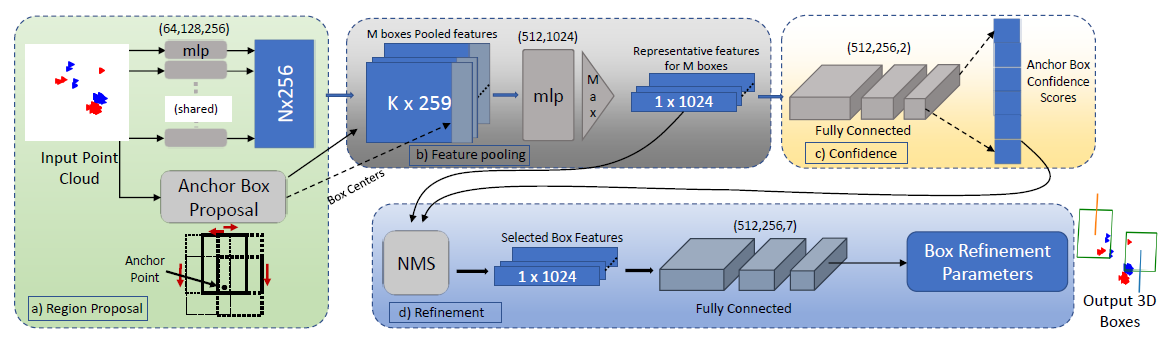 (64,128,256)
mlp
(shared)
Nx256
Input Point
Cloud
Anchor Box
Proposal
Anchor
Point
a) Region Proposal
Box Centers
M boxes Pooled features
K x 259
(512,1024)
mlp
Max
Representative features
for M boxes
1 x 1024
b) Feature pooling
(512,256,2)
Fully Connected
c) Confidence
Anchor Box
Confidence
Scores
NMS
Selected Box Features
1 x 1024
(512,256,7)
Fully Connected
Box Refinement
Parameters
d) Refinement
Output 3D
Boxes